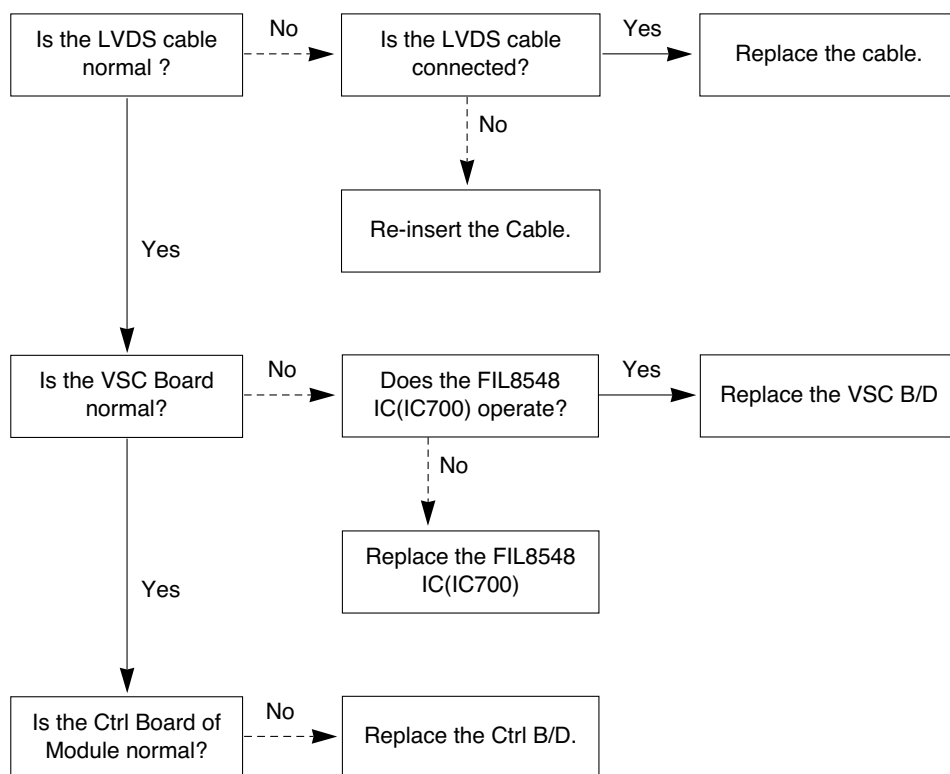 Is the LVDS cable
normal ?
No
Is the LVDS cable
connected?
Yes
Replace the cable.
No
Re-insert the Cable.
Yes
Is the VSC Board
normal?
No
Does the FIL8548
IC(IC700) operate?
Yes
Replace the VSC B/D
No
Replace the FIL8548
IC(IC700)
Yes
Is the Ctrl Board of
Module normal?
No
Replace the Ctrl B/D.